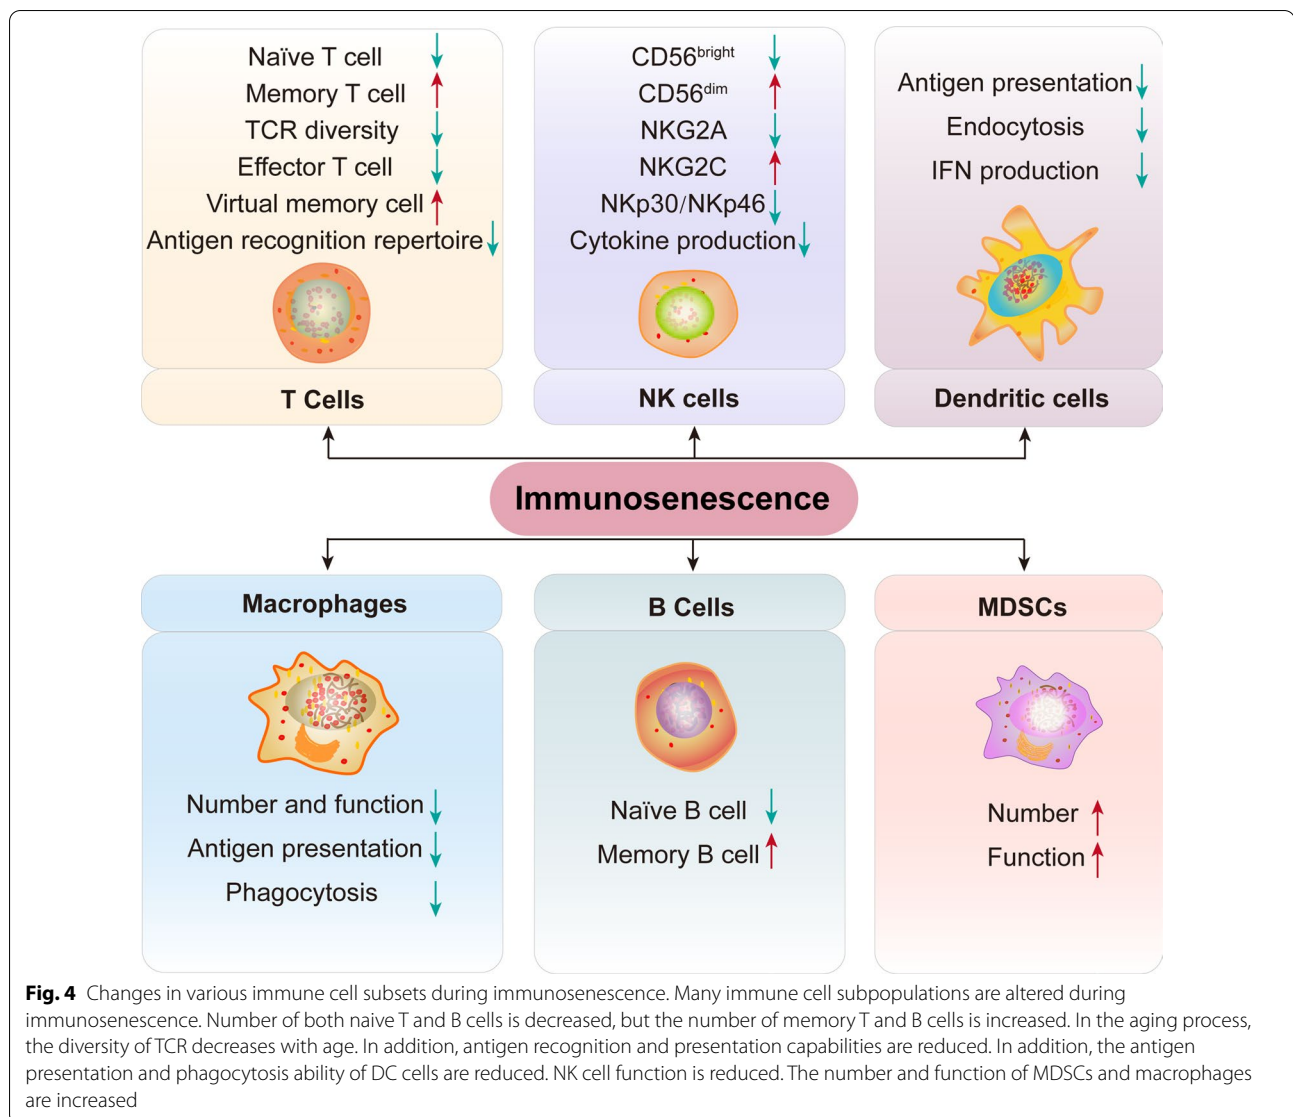 Naïve T cell
Memory T cell
TCR diversity
Effector T cell
Virtual memory cell
Antigen recognition repertoire
T Cells
CD56bright
CD56dim
NKG2A
NKG2C
NKp30/NKp46
Cytokine production
NK cells
Antigen presentation
Endocytosis
IFN production
Dendritic cells
Immunosenescence
Macrophages
Number and function
Antigen presentation
Phagocytosis
B Cells
Naïve B cell
Memory B cell
MDSCs
Number
Function
Fig. 4 Changes in various immune cell subsets during immunosenescence. Many immune cell subpopulations are altered during
immunosenescence. Number of both naive T and B cells is decreased, but the number of memory T and B cells is increased. In the aging process,
the diversity of TCR decreases with age. In addition, antigen recognition and presentation capabilities are reduced. In addition, the antigen
presentation and phagocytosis ability of DC cells are reduced. NK cell function is reduced. The number and function of MDSCs and macrophages
are increased